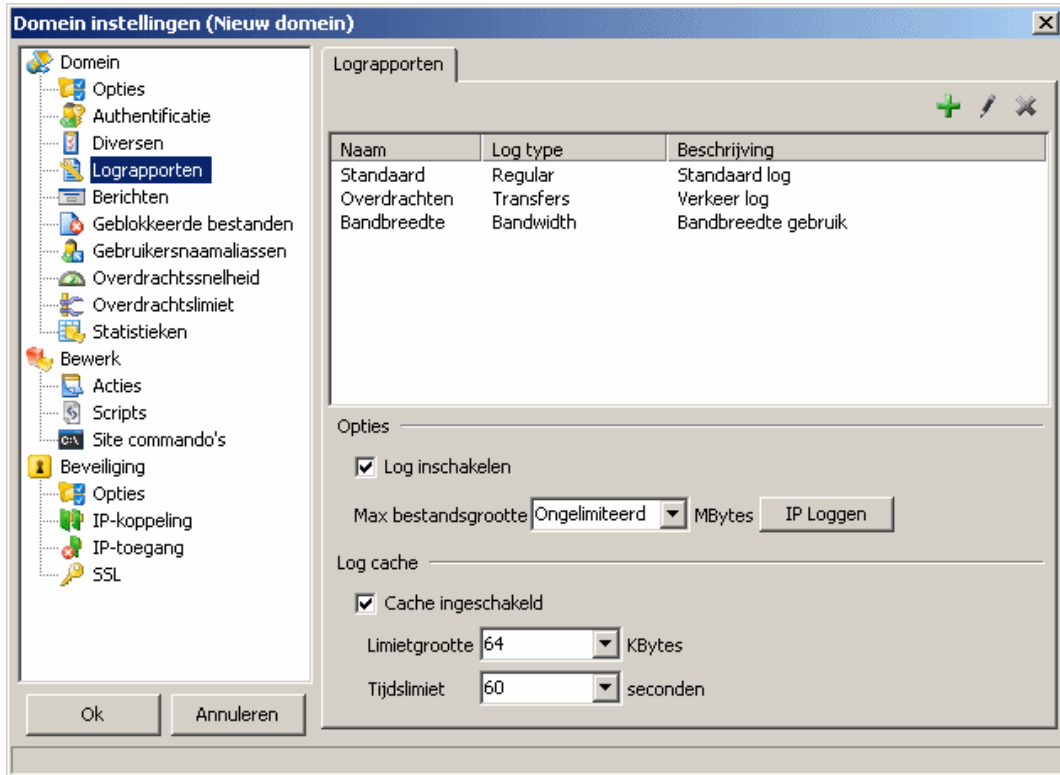 Domein instellingen (Nieuw domein)
Domein
Opties
Authentificatie
Diversen
Lograpporten
Berichten
Geblokkeerde bestanden
Gebruikersnaamaliassen
Overdrachtssnelheid
Overdrachtslimiet
Statistieken
Bewerk
Acties
Scripts
Site commando's
Beveiliging
Opties
IP-koppeling
IP-toegang
SSL
Ok Annuleren
Lograpporten
Naam Log type Beschrijving
Standaard Regular Standaard log
Overdrachten Transfers Verkeer log
Bandbreedte Bandwidth Bandbreedte gebruik
Opties
Log inschakelen
Max bestandsgrootte Ongelimiteerd MBytes IP Loggen
Log cache
Cache ingeschakeld
Limietgrootte 64 KBytes
Tijdslimiet 60 seconden